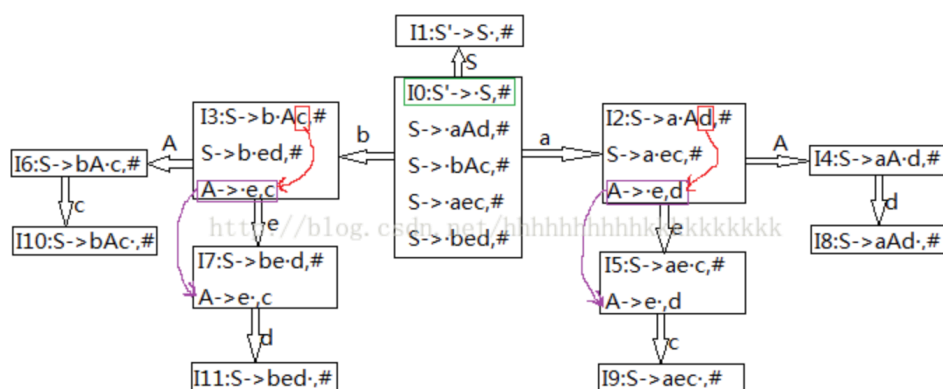 I1:S'->S·,#
S
I0:S'->·S,#
S->·aAd,#
S->·bAc,#
S->·aec,#
S->·bed,#
b
a
I3:S->b·Ac,#
S->b·ed,#
A->·e,c
A
I6:S->bA·c,#
c
I10:S->bAc·,#
e
I7:S->be·d,#
A->e·,c
d
I11:S->bed·,#
I2:S->a·Ad,#
S->a·ec,#
A->·e,d
A
I4:S->aA·d,#
d
I8:S->aAd·,#
e
I5:S->ae·c,#
A->e·,d
c
I9:S->aec·,#